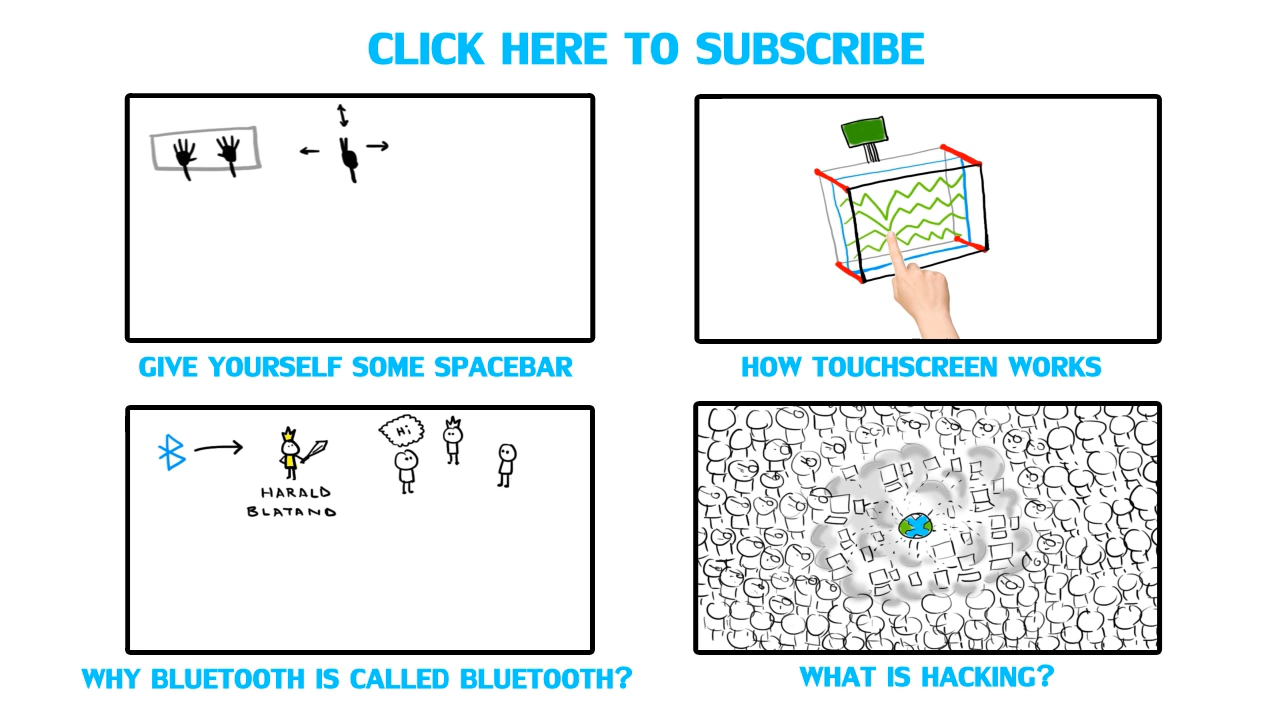 CLICK HERE TO SUBSCRIBE
GIVE YOURSELF SOME SPACEBAR
HOW TOUCHSCREEN WORKS
Hi
HARALD
BLATAND
WHY BLUETOOTH IS CALLED BLUETOOTH?
WHAT IS HACKING?